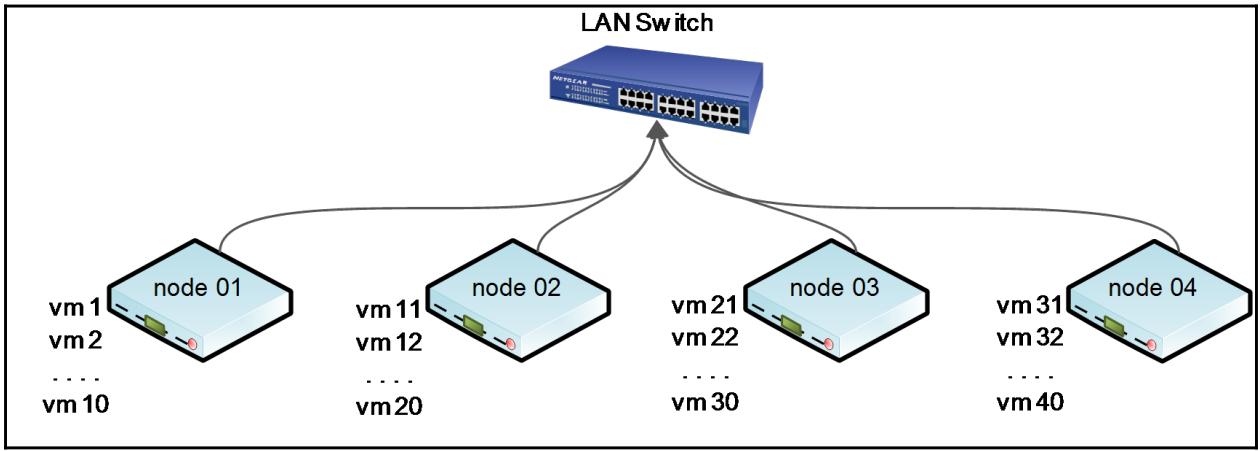 LAN Switch
NETGEAR
node 01
node 02
node 03
node 04
vm 1
vm 2
. . . .
vm 10
vm 11
vm 12
. . . .
vm 20
vm 21
vm 22
. . . .
vm 30
vm 31
vm 32
. . . .
vm 40